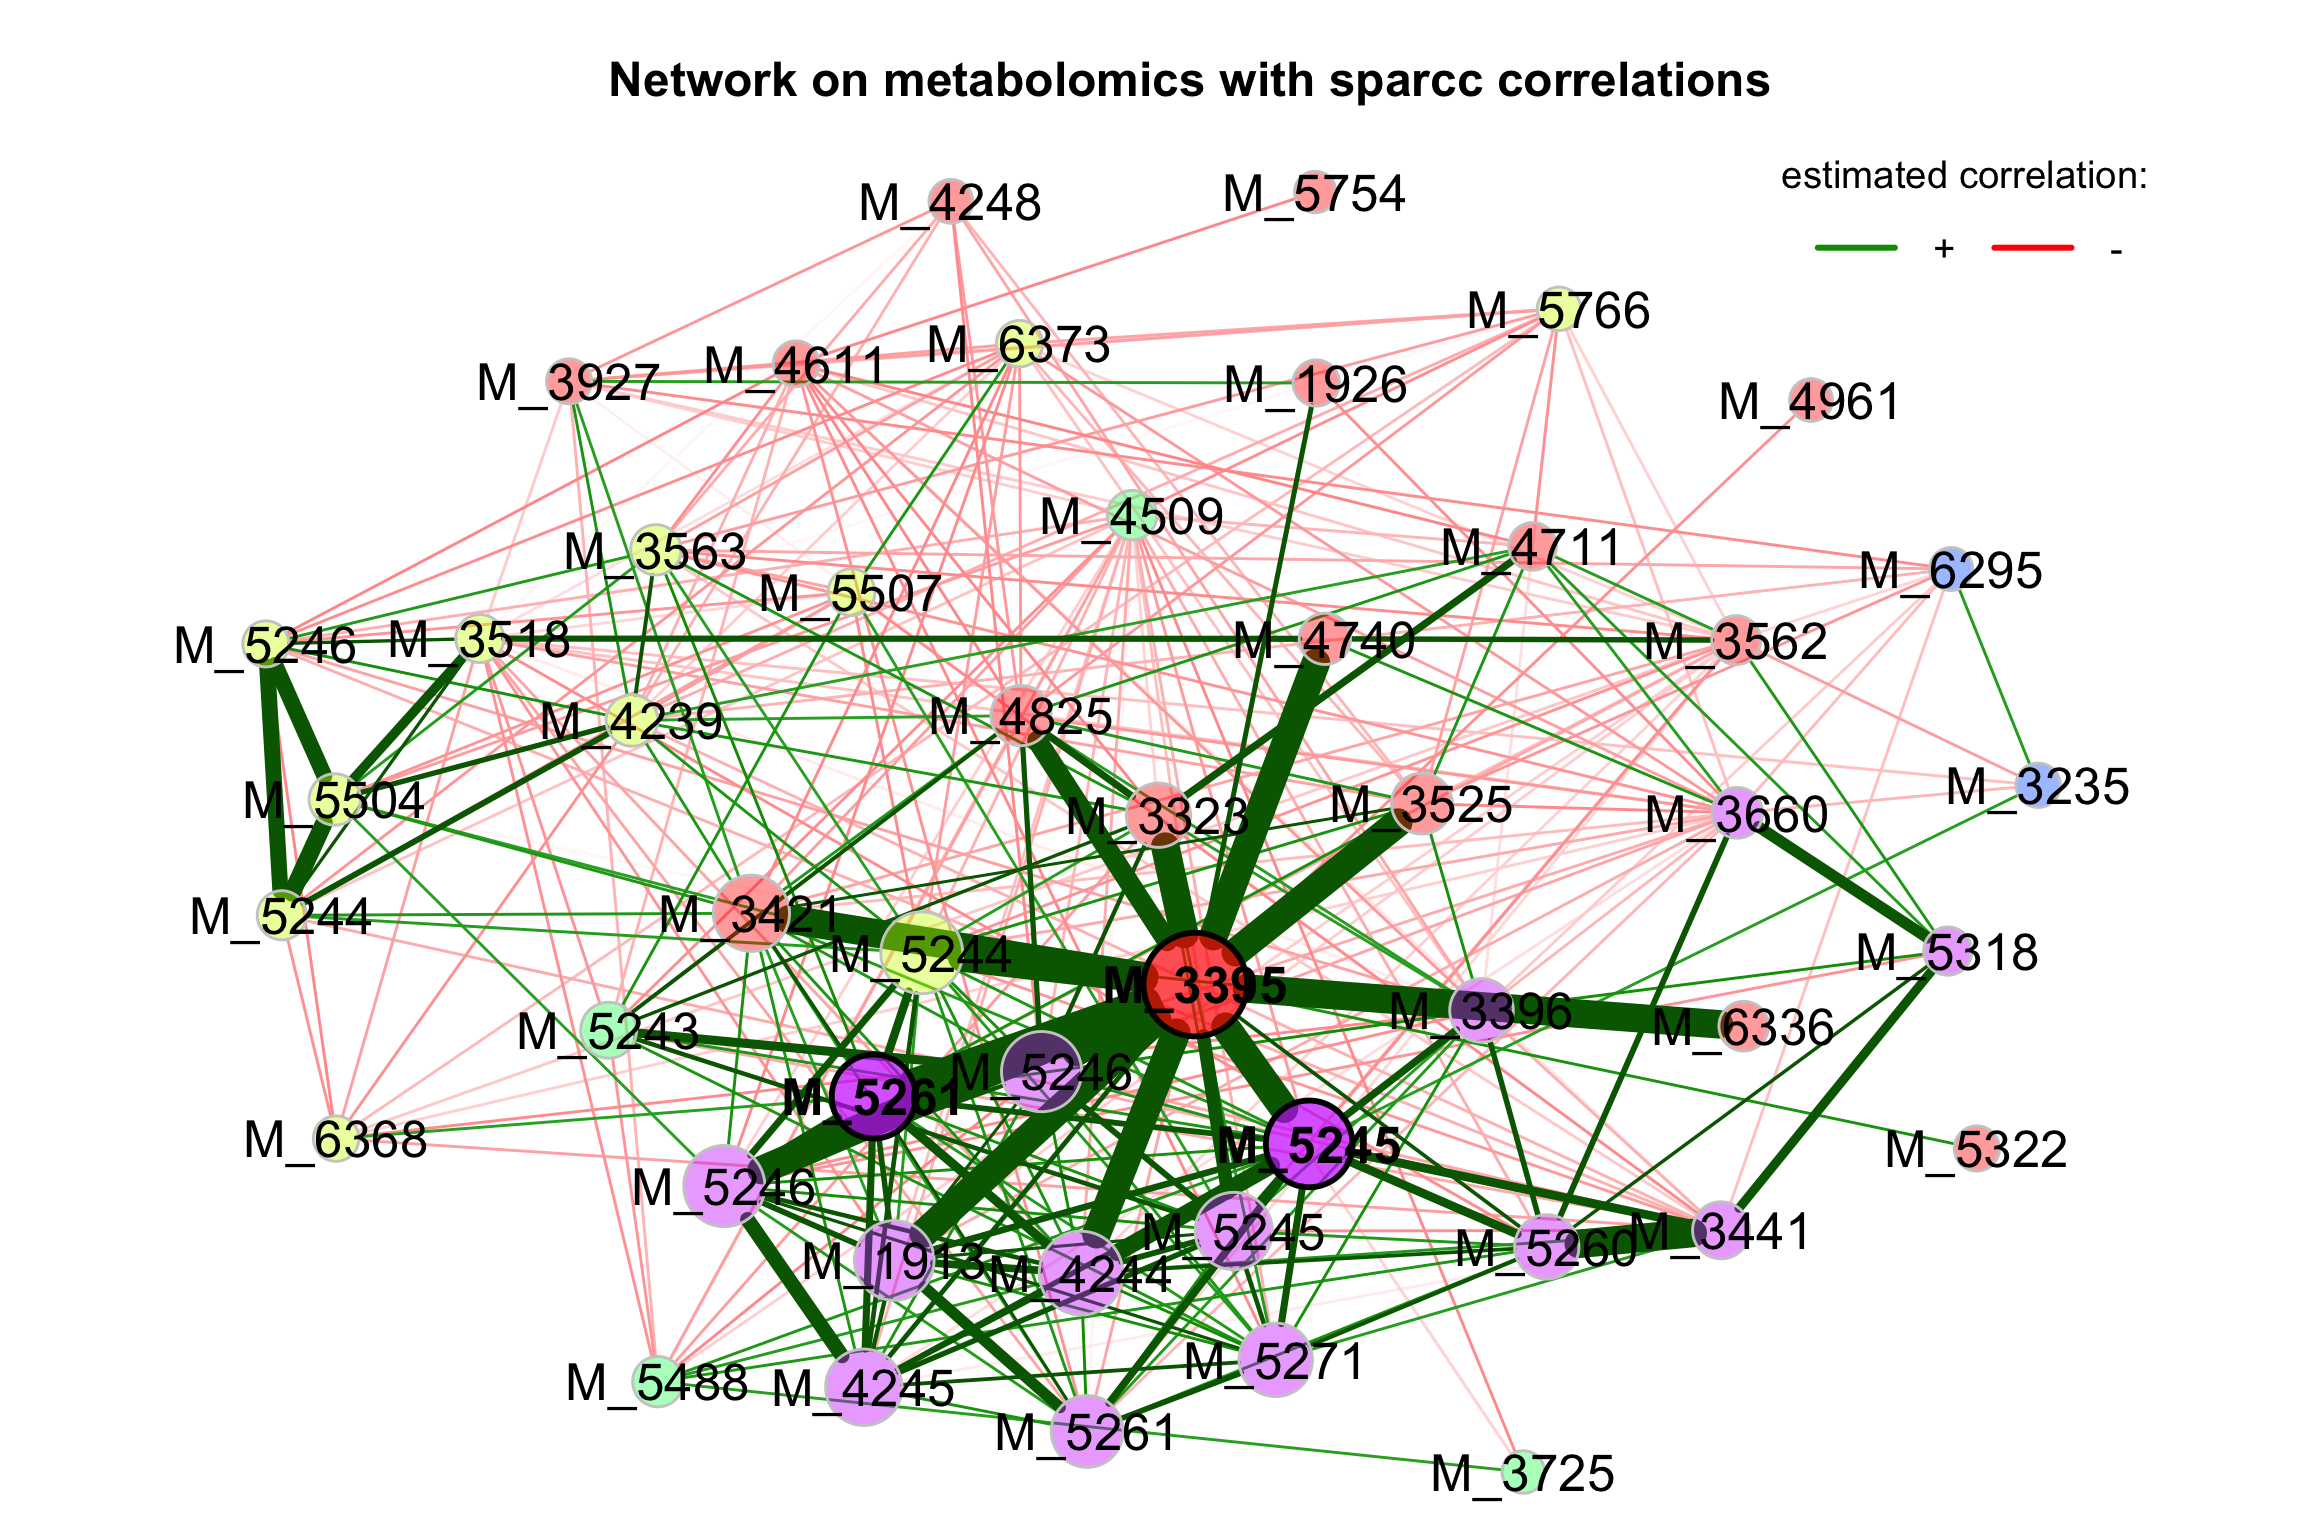 Network on metabolomics with sparcc correlations
estimated correlation:
+ -
M_4248
M_5754
M_5766
M_6373
M_4611
M_3927
M_1926
M_4961
M_4509
M_4711
M_3563
M_6295
M_5507
M_5246
M_3518
M_4740
M_3562
M_4239
M_4825
M_5504
M_3323
M_3525
M_3660
M_3235
M_5244
M_3421
M_5244
M_5318
M_3395
M_3396
M_6336
M_5243
M_5246
M_5261
M_6368
M_5245
M_5322
M_5246
M_5245
M_3441
M_5260
M_1913
M_4244
M_5271
M_5488
M_4245
M_5261
M_3725